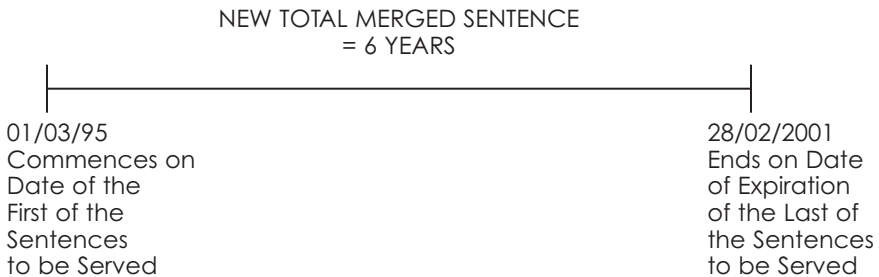 NEW TOTAL MERGED SENTENCE
= 6 YEARS
01/03/95
Commences on
Date of the
First of the
Sentences
to be Served
28/02/2001
Ends on Date
of Expiration
of the Last of
the Sentences
to be Served